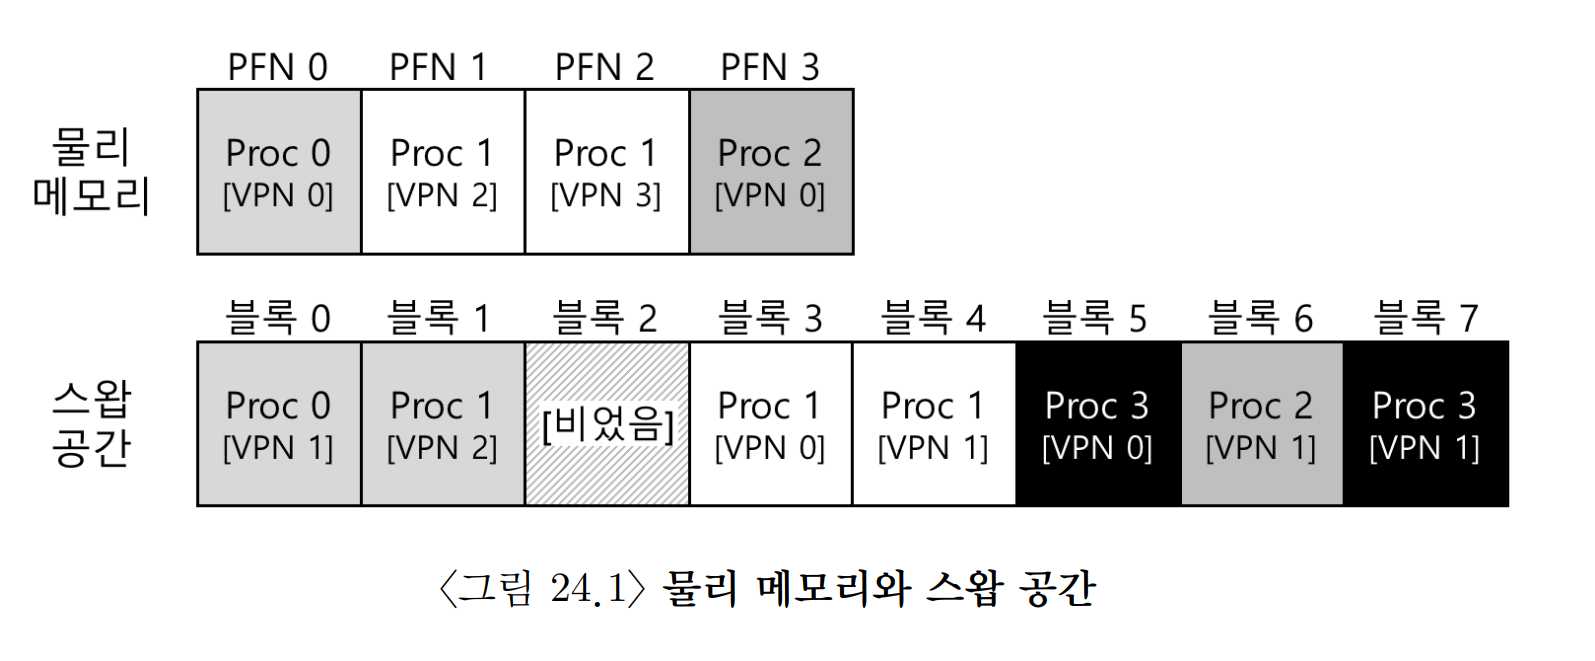 PFN 0 PFN 1 PFN 2 PFN 3
물리
메모리
Proc 0 Proc 1 Proc 1 Proc 2
[VPN 0] [VPN 2] [VPN 3] [VPN 0]
블록 0 블록 1 블록 2 블록 3 블록 4 블록 5 블록 6 블록 7
스왑
공간
Proc 0 Proc 1 [비었음] Proc 1 Proc 1 Proc 3 Proc 2 Proc 3
[VPN 1] [VPN 2] [VPN 0] [VPN 1] [VPN 0] [VPN 1] [VPN 1]
〈그림 24.1〉 물리 메모리와 스왑 공간